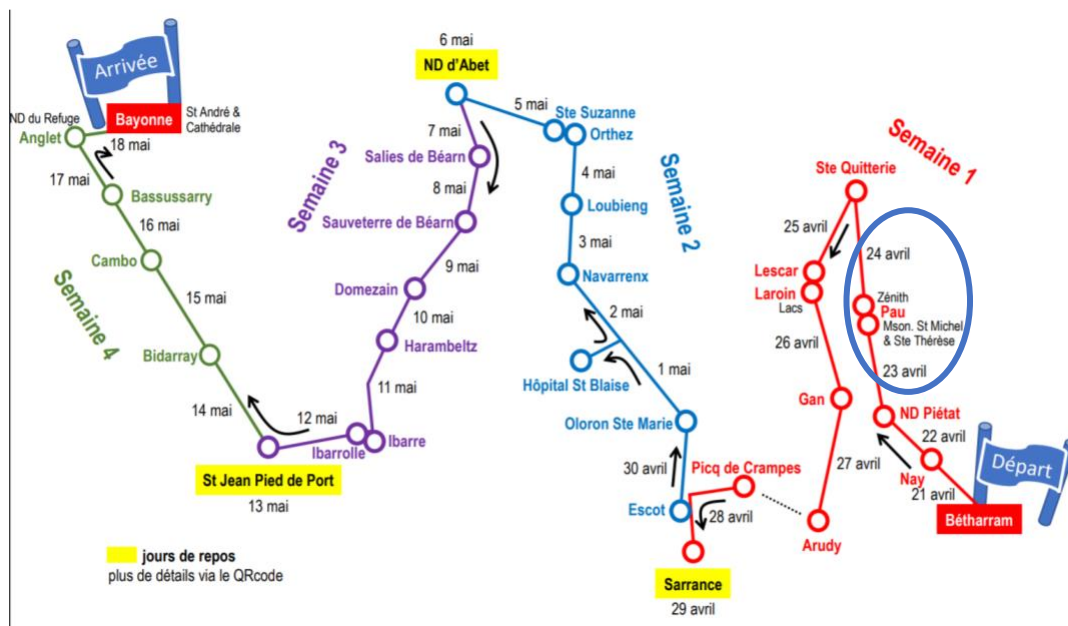 Arrivée
ND du Refuge
Bayonne
St André &
Cathédrale
Anglet
18 mai
17 mai
Bassussarry
16 mai
Cambo
15 mai
Bidarray
14 mai
Semaine 4
St Jean Pied de Port
13 mai
12 mai
Ibarrolle
Ibarre
11 mai
Harambeltz
10 mai
Domezain
9 mai
Sauveterre de Béarn
8 mai
Salies de Béarn
7 mai
Semaine 3
6 mai
ND d'Abet
5 mai
Ste Suzanne
Orthez
4 mai
Loubieng
3 mai
Navarrenx
2 mai
Hôpital St Blaise
1 mai
Oloron Ste Marie
30 avril
Escot
Semaine 2
Sarrance
29 avril
28 avril
Picq de Crampes
Arudy
27 avril
Gan
26 avril
Laroin
Lacs
Lescar
25 avril
Ste Quitterie
24 avril
Zénith
Pau
Mson. St Michel
& Ste Thérèse
23 avril
ND Piétat
22 avril
Nay
21 avril
Bétharram
Départ
Semaine 1
jours de repos
plus de détails via le QRcode